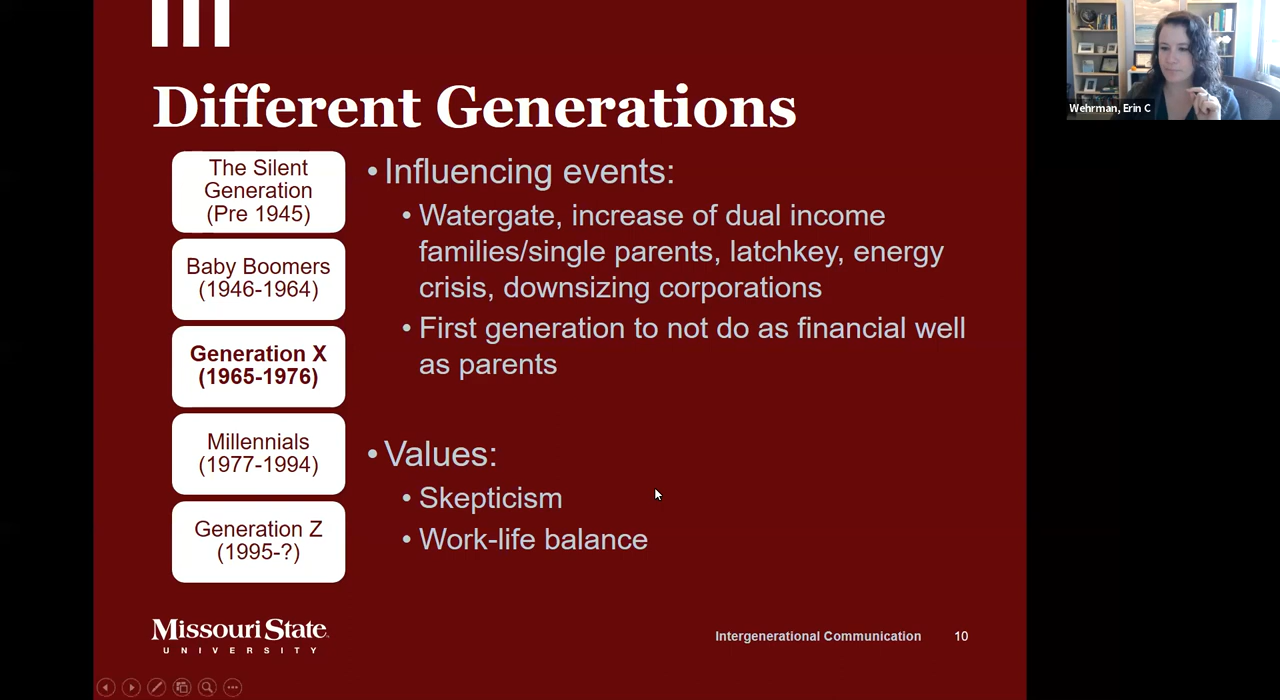 Different Generations
The Silent
Generation
(Pre 1945)
Baby Boomers
(1946-1964)
Generation X
(1965-1976)
Millennials
(1977-1994)
Generation Z
(1995-?)
• Influencing events:
• Watergate, increase of dual income
families/single parents, latchkey, energy
crisis, downsizing corporations
• First generation to not do as financial well
as parents
• Values:
• Skepticism
• Work-life balance
Missouri State
UNIVERSITY
Intergenerational Communication 10
Wehrman, Erin C